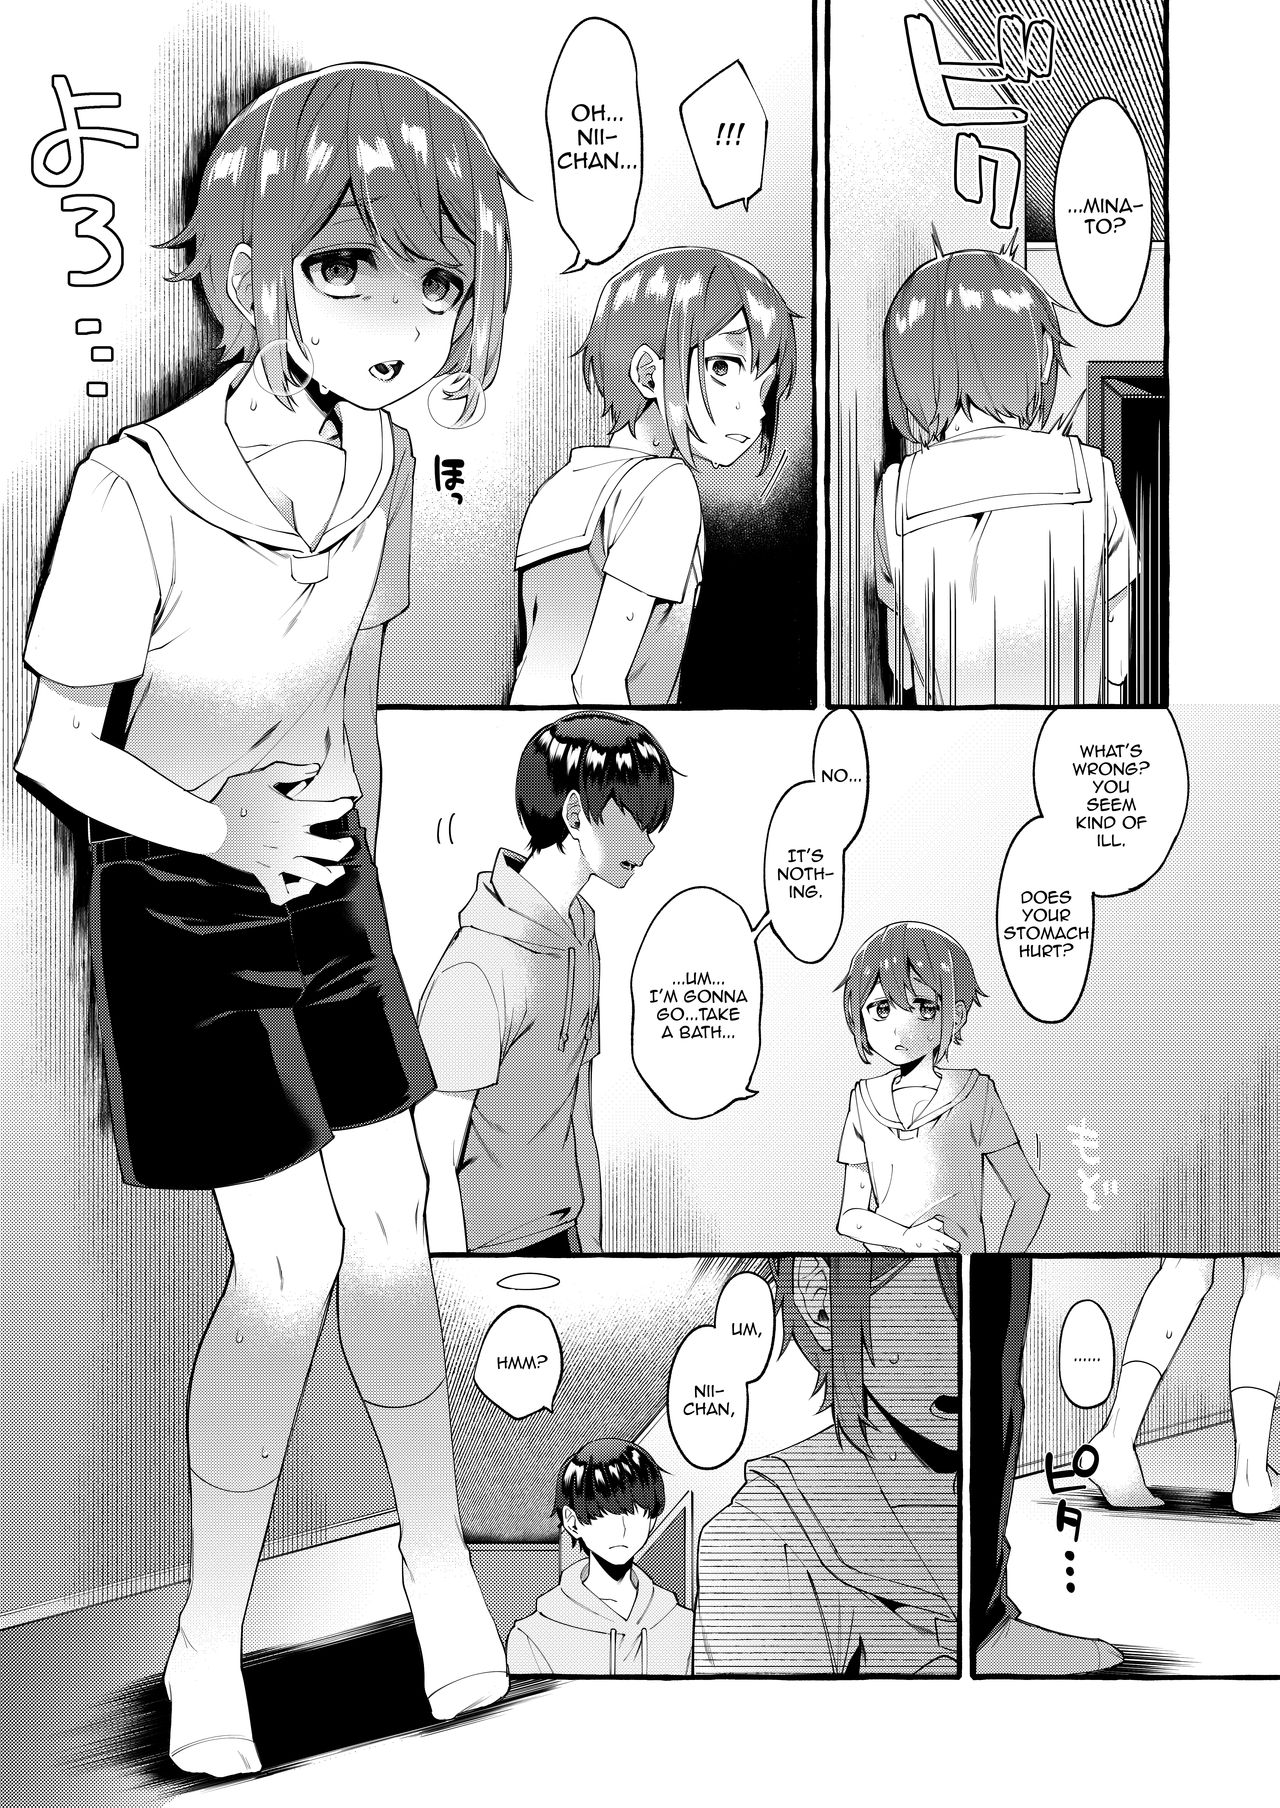 ビ
ク
...MINA-
TO?
!!!
OH...
NII-
CHAN...
よ
ろ
...
ほっ
WHAT'S
WRONG?
YOU
SEEM
KIND OF
ILL.
DOES
YOUR
STOMACH
HURT?
NO...
IT'S
NOTH-
ING.
...UM...
I'M GONNA
GO...TAKE
A BATH...
もど
......
ピタ...
UM,
NII-
CHAN,
HMM?